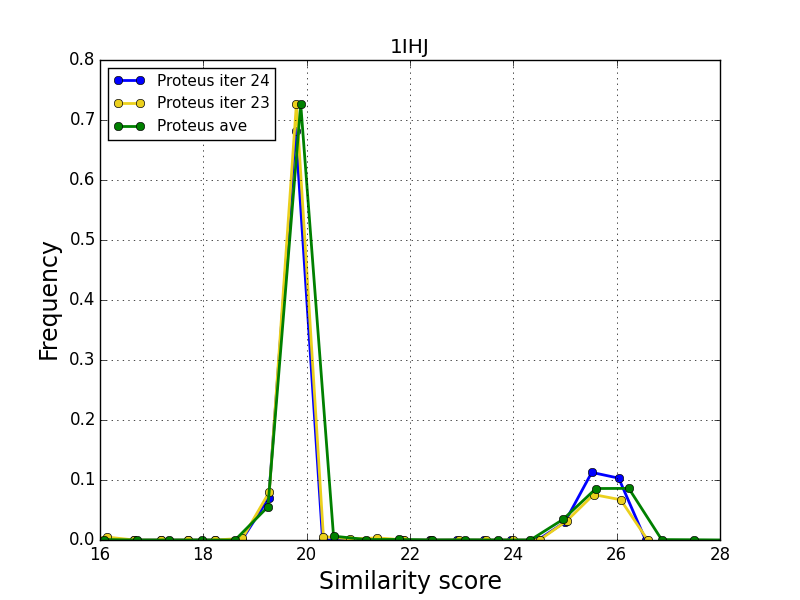 1IHJ
Proteus iter 24
Proteus iter 23
Proteus ave
0.8
0.7
0.6
0.5
0.4
0.3
0.2
0.1
0.0
Frequency
16 18 20 22 24 26 28
Similarity score